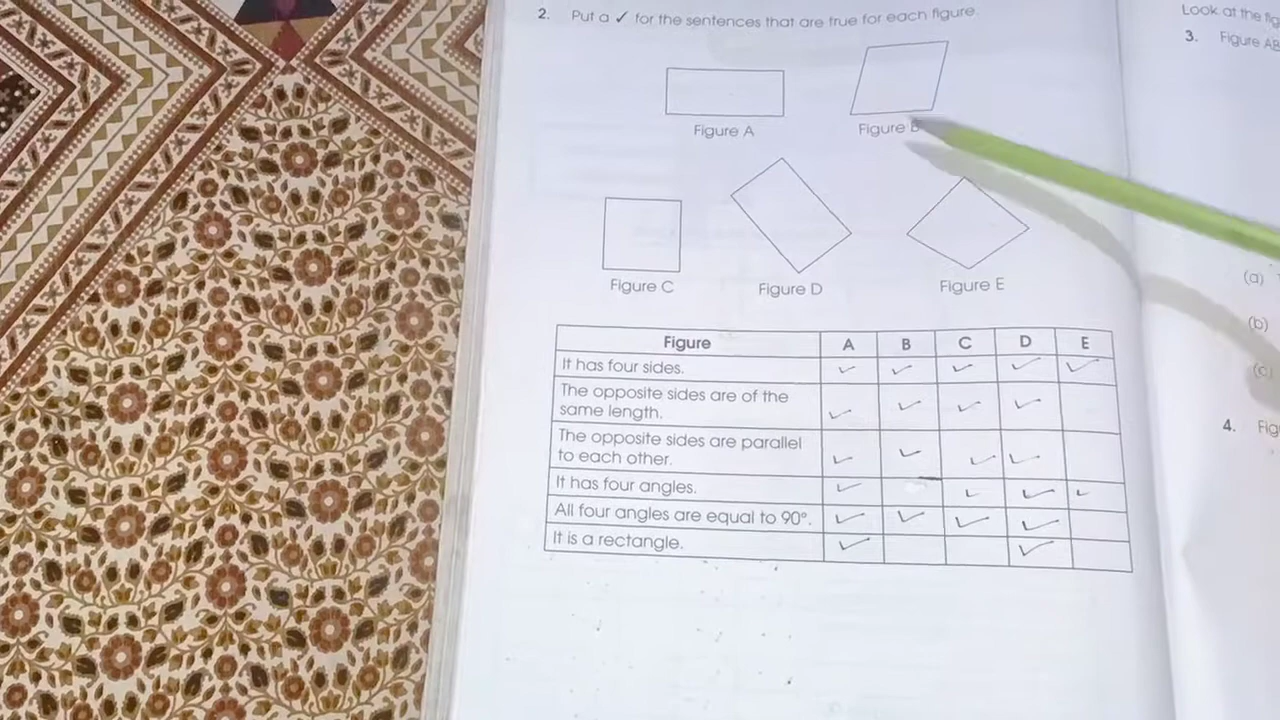 2. Put a ✓ for the sentences that are true for each figure
Figure A
Figure B
Figure C
Figure D
Figure E
Figure A B C D E
It has four sides. ✓ ✓ ✓ ✓ ✓
The opposite sides are of the
same length. ✓ ✓ ✓ ✓
The opposite sides are parallel
to each other. ✓ ✓ ✓ ✓
It has four angles. ✓ ✓ ✓ ✓
All four angles are equal to 90°. ✓ ✓ ✓ ✓
It is a rectangle. ✓ ✓
Look at the
3. Figure AB
(a)
(b)
(c)
4.